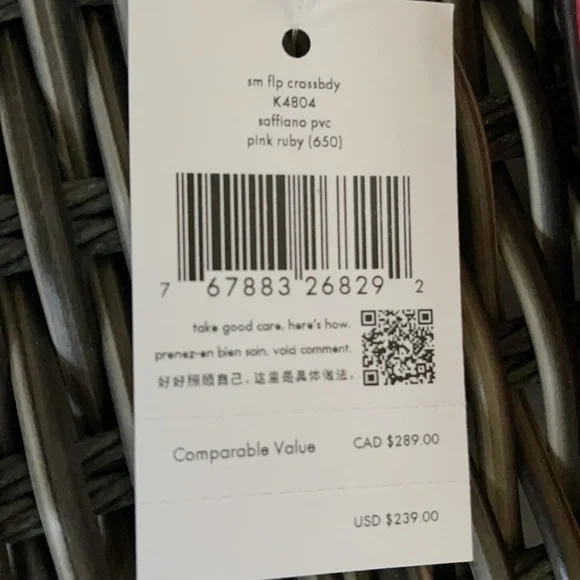 sm flp crossbdy
K4804
saffiano pvc
pink ruby (650)
7 67883 26829 2
take good care. here's how.
prenez-en bien soin. voici comment.
好好照顾自己。这里是具体做法。
Comparable Value CAD $289.00
USD $239.00